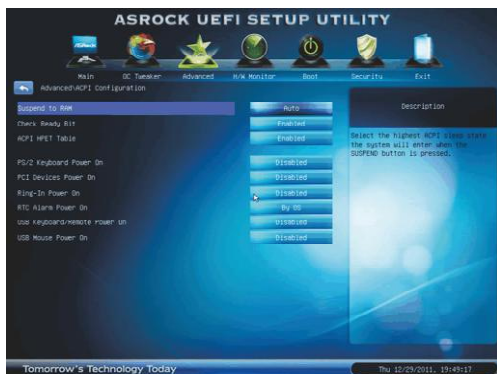 ASROCK UEFI SETUP UTILITY
Main OC Tweaker Advanced H/W Monitor Boot Security Exit
Advanced\ACPI Configuration
Description
Suspend to RAM Auto
Check Ready Bit Enabled
ACPI HPET Table Enabled
Select the highest ACPI sleep state
the system will enter when the
SUSPEND button is pressed.
PS/2 Keyboard Power On Disabled
PCI Devices Power On Disabled
Ring-In Power On Disabled
RTC Alarm Power On By OS
USB Keyboard/Remote Power On Disabled
USB Mouse Power On Disabled
Tomorrow's Technology Today
Thu 12/29/2011, 19:49:17